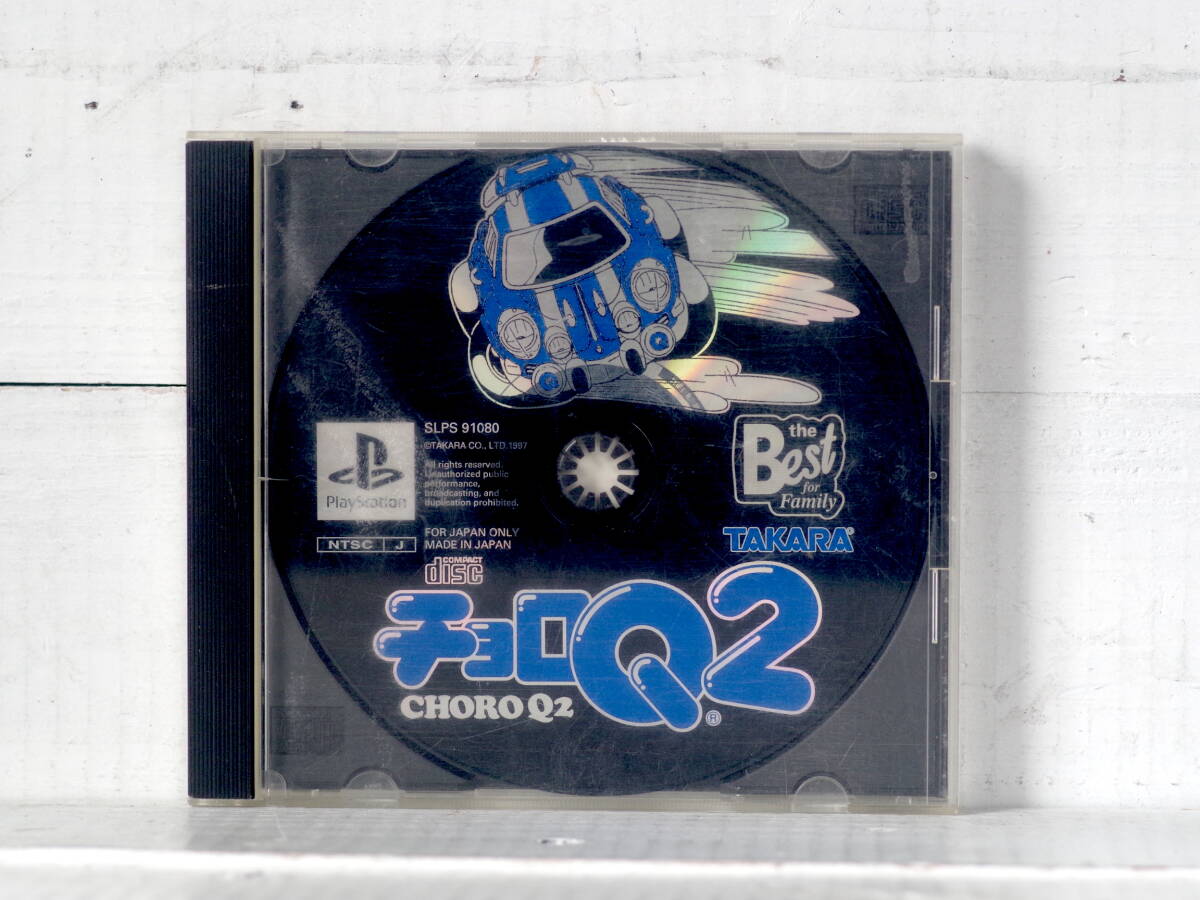 SLPS 91080
©TAKARA CO., LTD.1997
All rights reserved.
Unauthorized public
performance,
broadcasting, and
duplication prohibited.
PlayStation
NTSC J
FOR JAPAN ONLY
MADE IN JAPAN
the
Best
for
Family
TAKARA
COMPACT
disc
チョロQ2
CHORO Q2